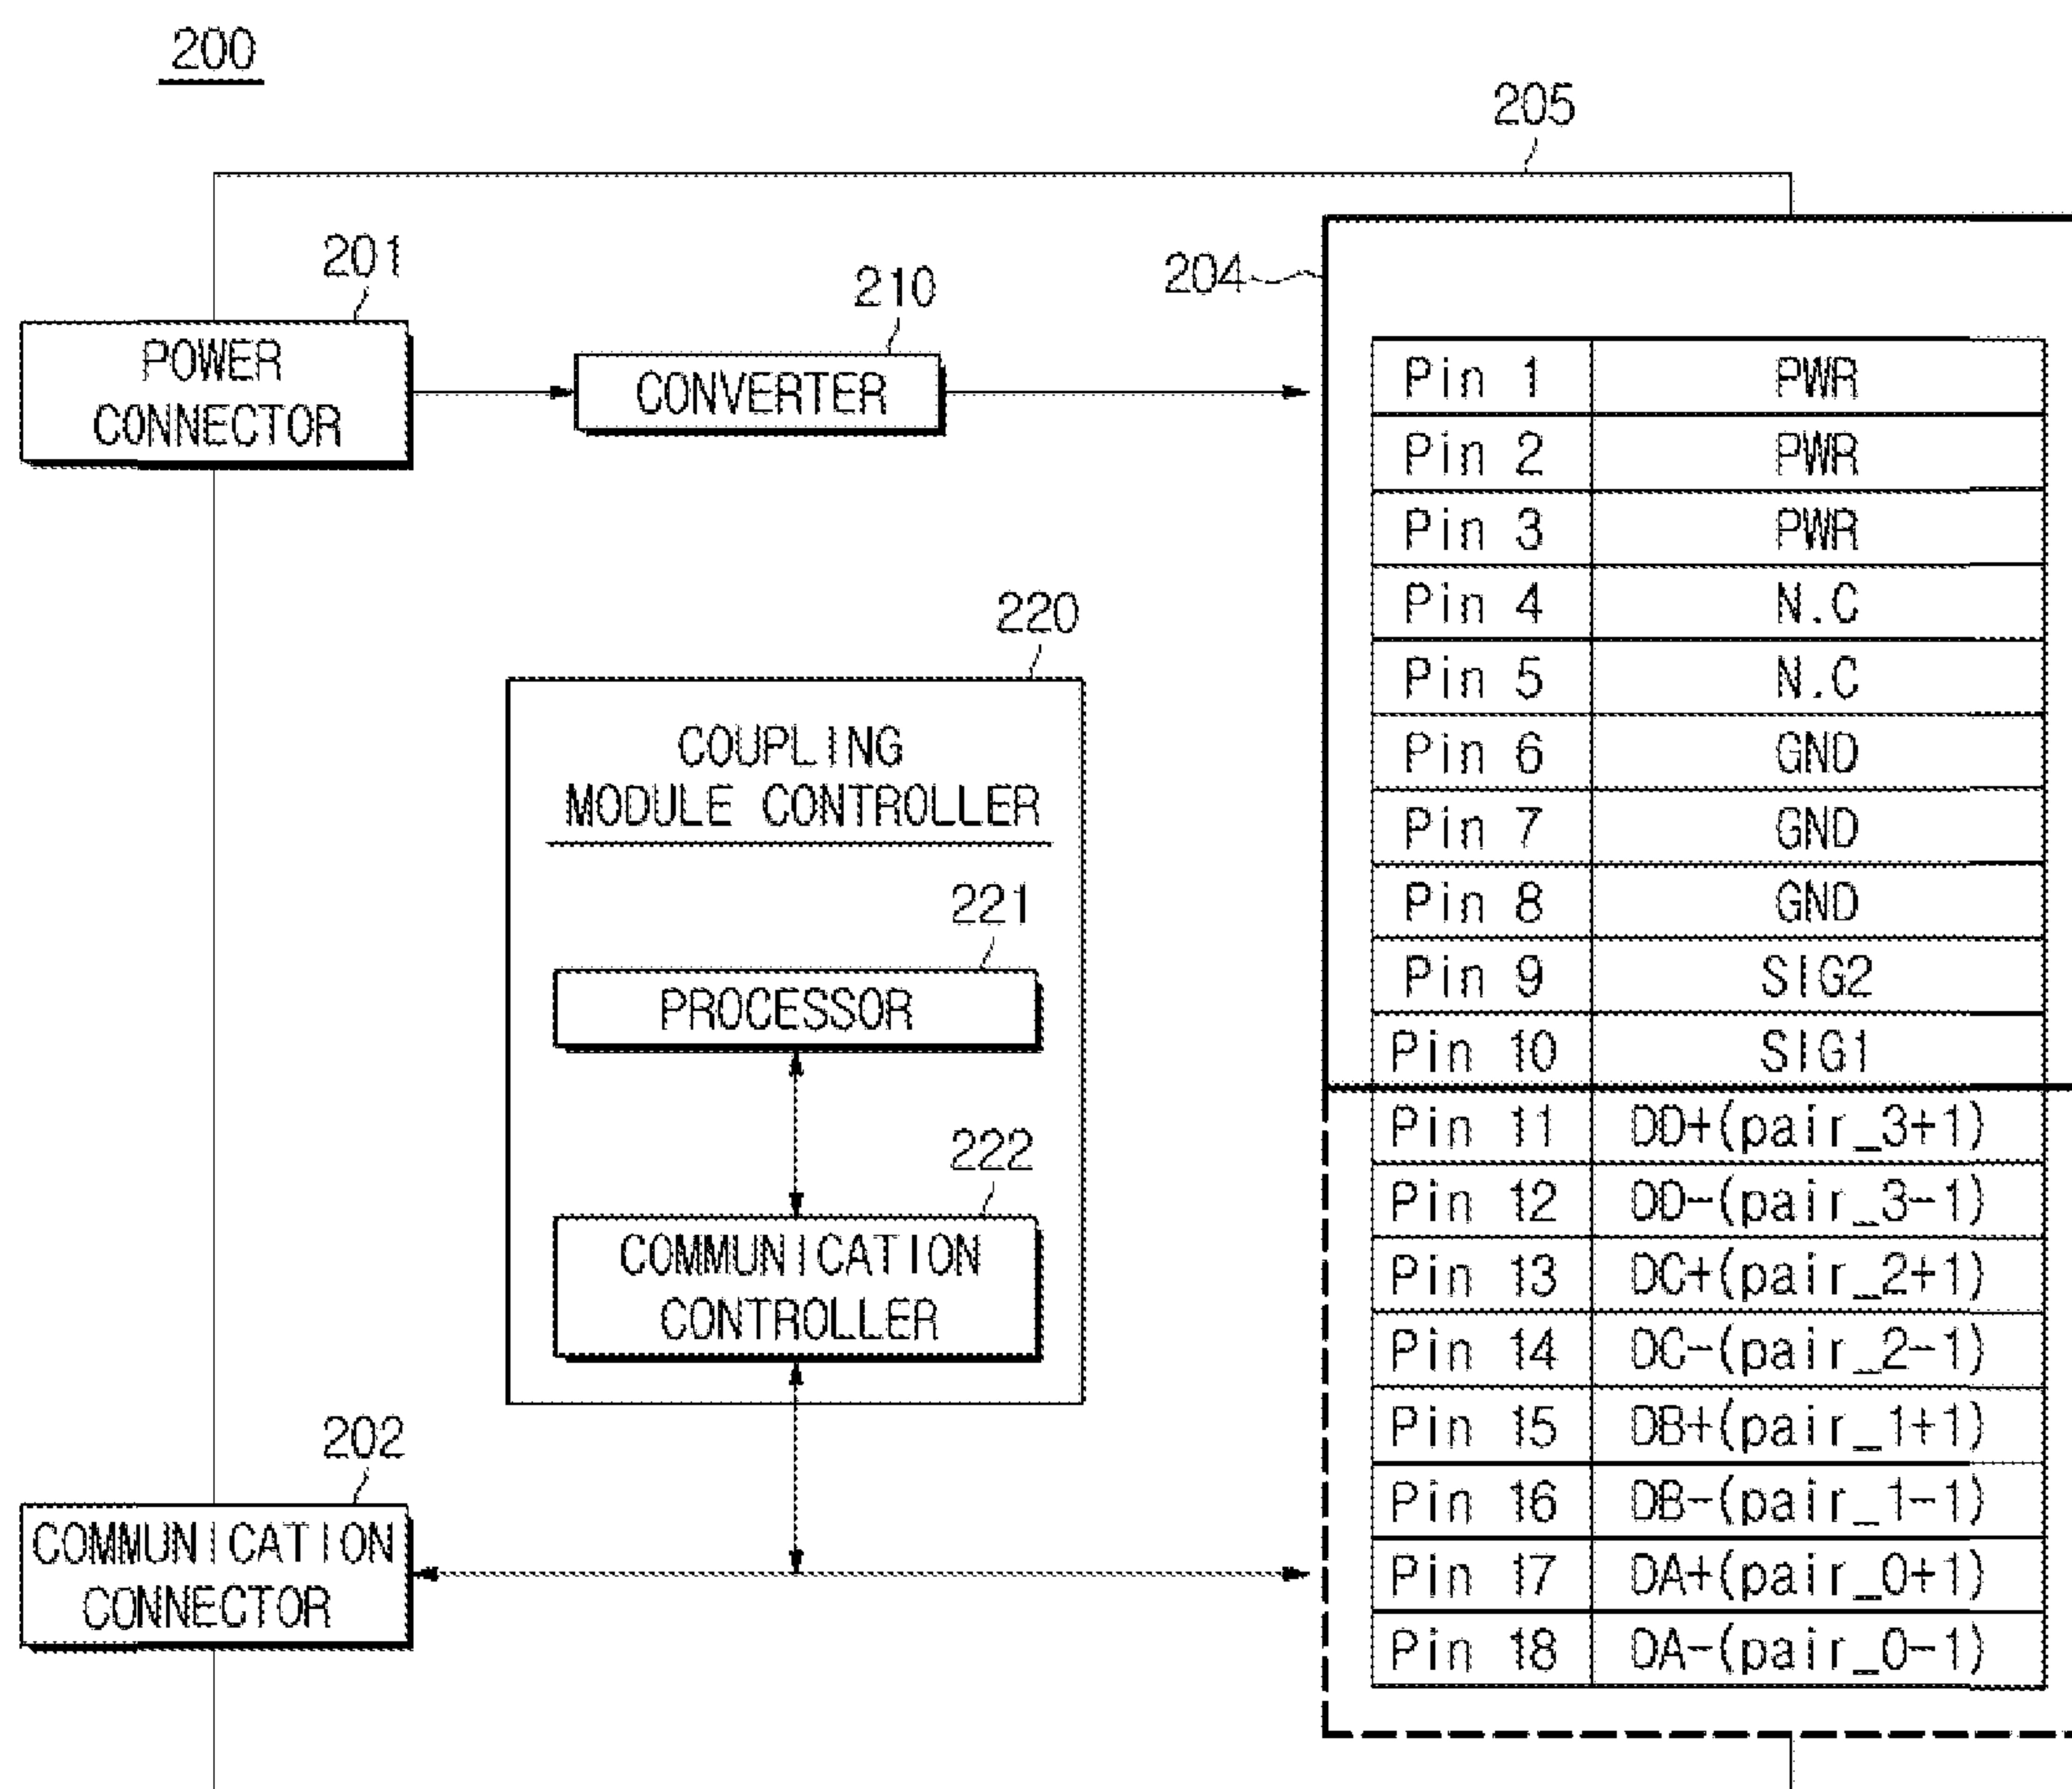 200
205
201
210
204
POWER
CONNECTOR
CONVERTER
Pin 1 PWR
Pin 2 PWR
Pin 3 PWR
Pin 4 N.C
Pin 5 N.C
Pin 6 GND
Pin 7 GND
Pin 8 GND
Pin 9 SIG2
Pin 10 SIG1
Pin 11 DD+(pair_3+1)
Pin 12 DD-(pair_3-1)
Pin 13 DC+(pair_2+1)
Pin 14 DC-(pair_2-1)
Pin 15 DB+(pair_1+1)
Pin 16 DB-(pair_1-1)
Pin 17 DA+(pair_0+1)
Pin 18 DA-(pair_0-1)
220
COUPLING
MODULE CONTROLLER
221
PROCESSOR
222
COMMUNICATION
CONTROLLER
202
COMMUNICATION
CONNECTOR